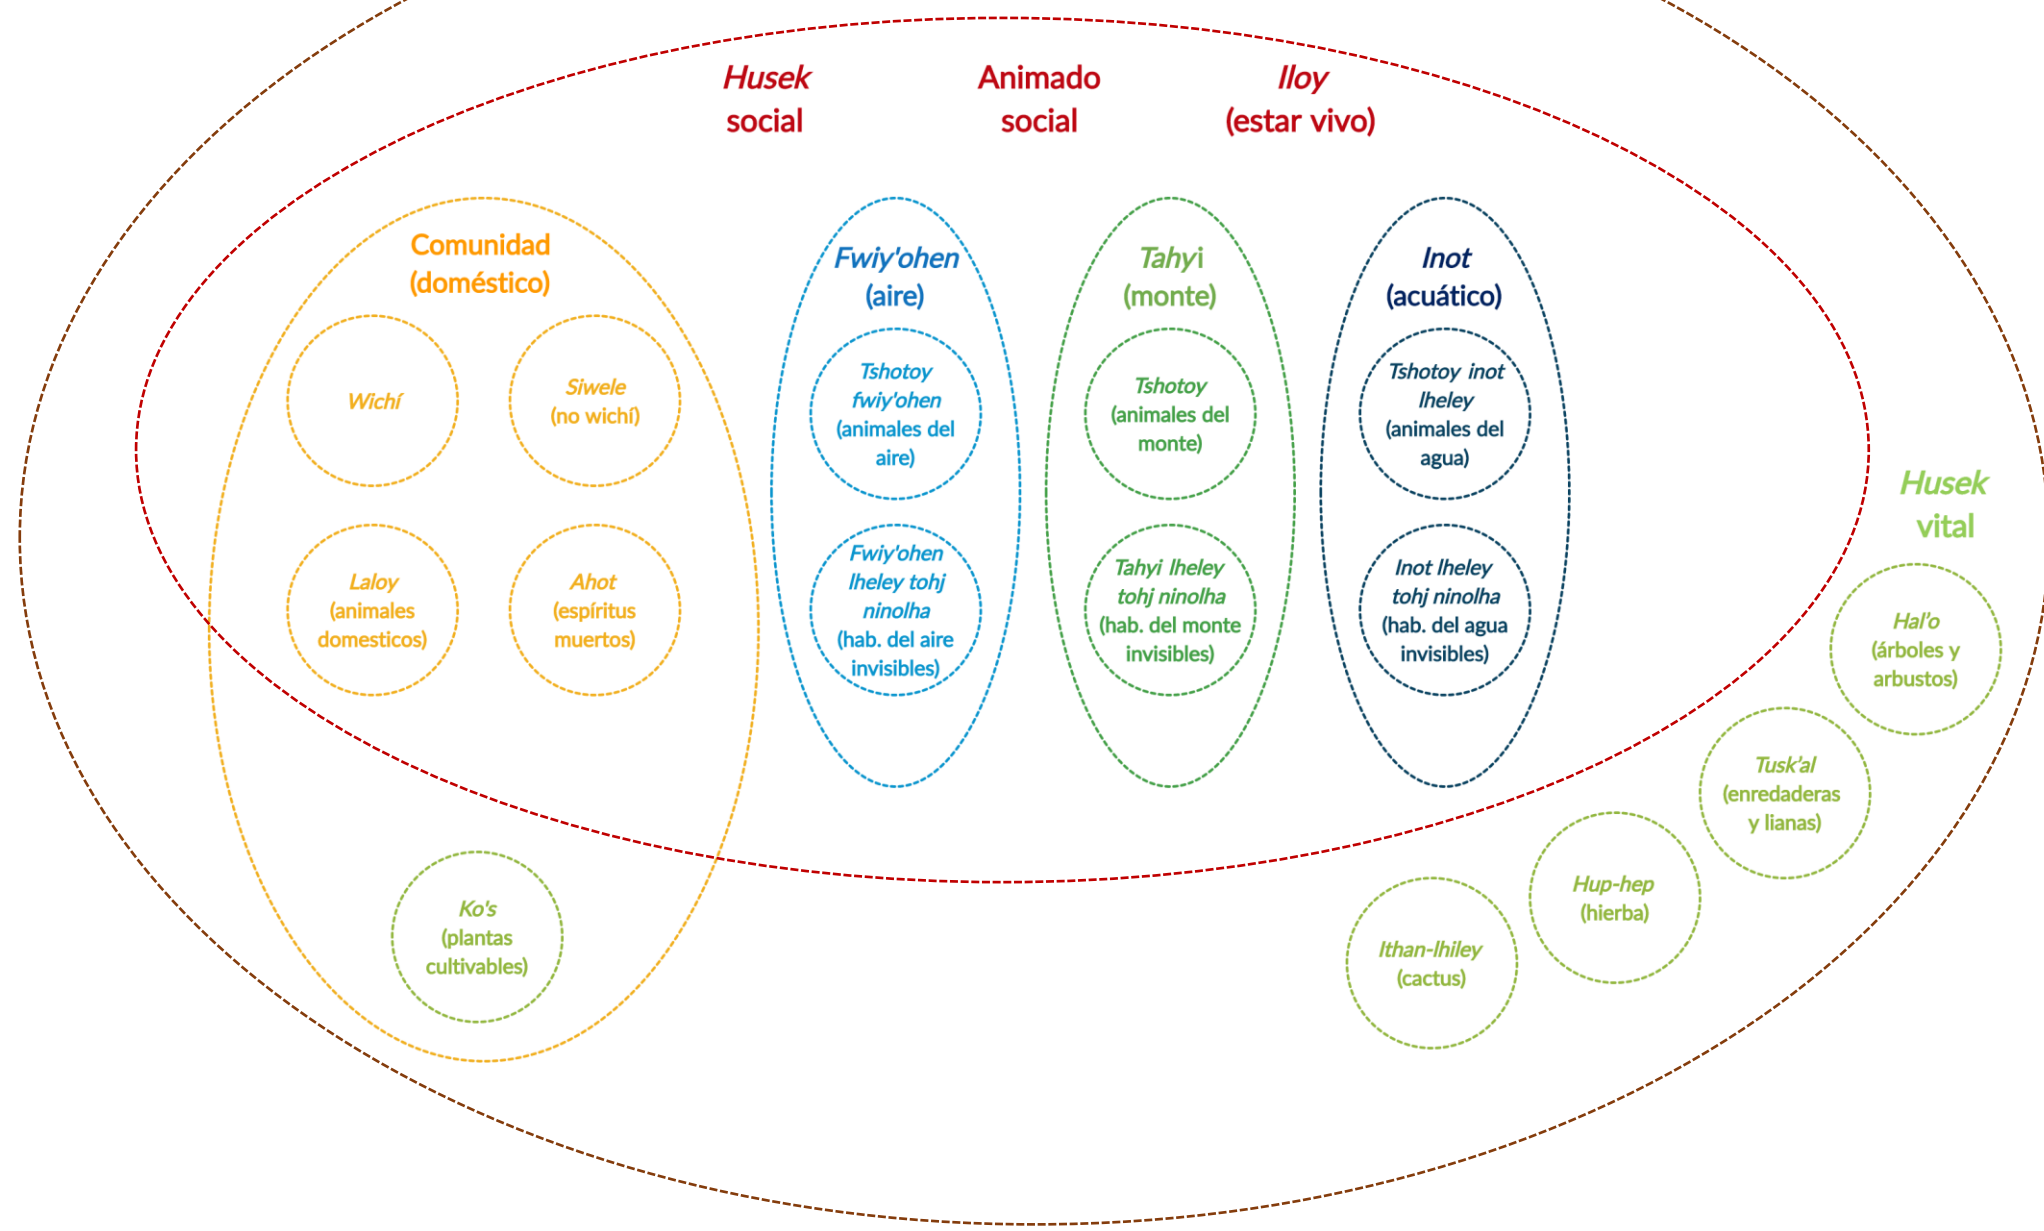 Husek
social
Animado
social
Iloy
(estar vivo)
Comunidad
(doméstico)
Wichí
Siwele
(no wichí)
Laloy
(animales
domesticos)
Ahot
(espíritus
muertos)
Ko's
(plantas
cultivables)
Fwiy'ohen
(aire)
Tshotoy
fwiy'ohen
(animales del
aire)
Fwiy'ohen
lheley tohj
ninolha
(hab. del aire
invisibles)
Tahyi
(monte)
Tshotoy
(animales del
monte)
Tahyi lheley
tohj ninolha
(hab. del monte
invisibles)
Inot
(acuático)
Tshotoy inot
lheley
(animales del
agua)
Inot lheley
tohj ninolha
(hab. del agua
invisibles)
Husek
vital
Hal’o
(árboles y
arbustos)
Tusk’al
(enredaderas
y lianas)
Hup-hep
(hierba)
Ithan-lhiley
(cactus)